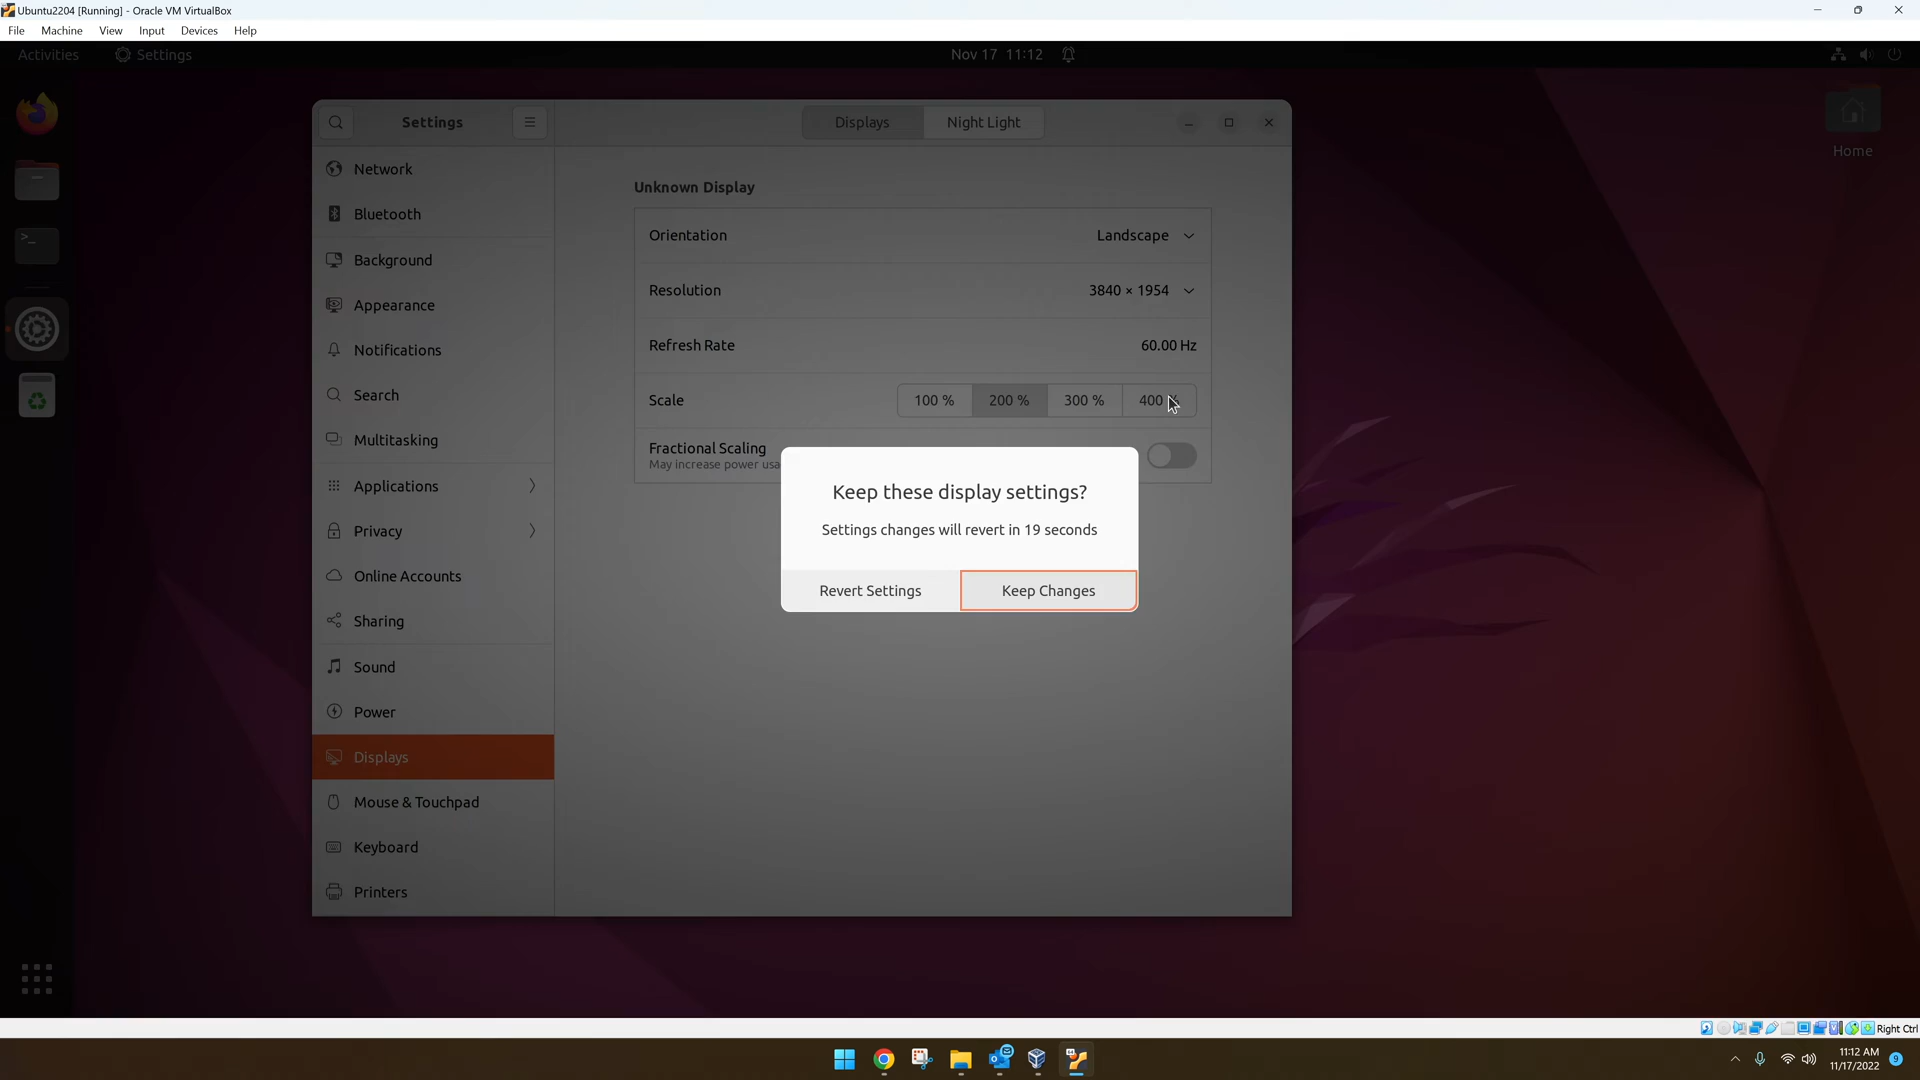 Ubuntu2204 [Running] - Oracle VM VirtualBox
File Machine View Input Devices Help
Activities Settings Nov 17 11:12
Settings Displays Night Light
Home
Network
Bluetooth
Background
Appearance
Notifications
Search
Multitasking
Applications
Privacy
Online Accounts
Sharing
Sound
Power
Displays
Mouse & Touchpad
Keyboard
Printers
Unknown Display
Orientation Landscape
Resolution 3840 × 1954
Refresh Rate 60.00 Hz
Scale 100 % 200 % 300 % 400 %
Fractional Scaling
May increase power
Keep these display settings?
Settings changes will revert in 19 seconds
Revert Settings Keep Changes
Right Ctrl
11:12 AM
11/17/2022
9